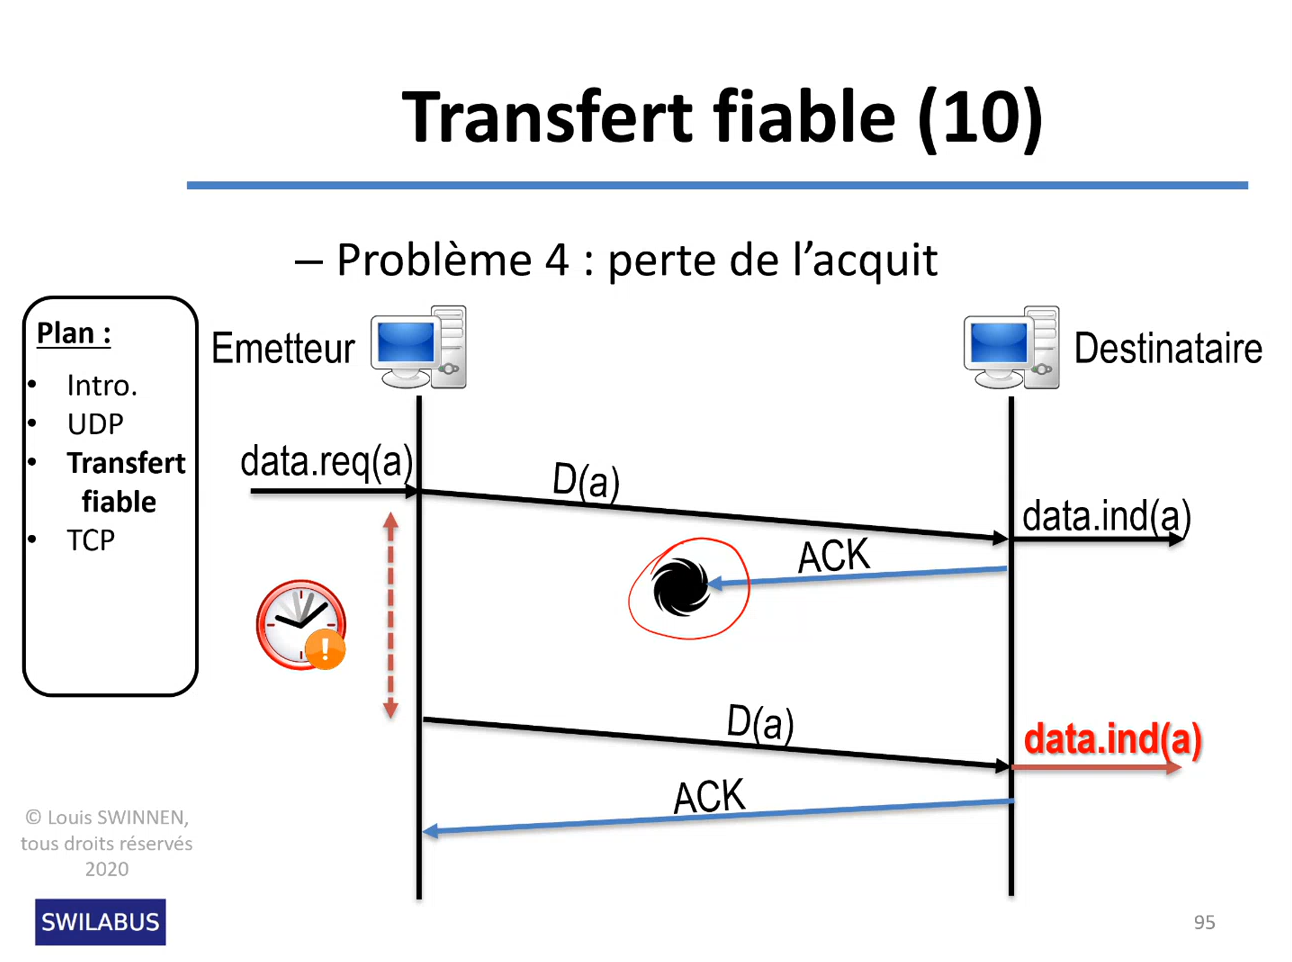 Transfert fiable (10)
– Problème 4 : perte de l’acquit
Plan :
• Intro.
• UDP
• Transfert
fiable
• TCP
Emetteur
Destinataire
data.req(a)
D(a)
data.ind(a)
ACK
!
D(a)
data.ind(a)
ACK
© Louis SWINNEN,
tous droits réservés
2020
SWILABUS
95